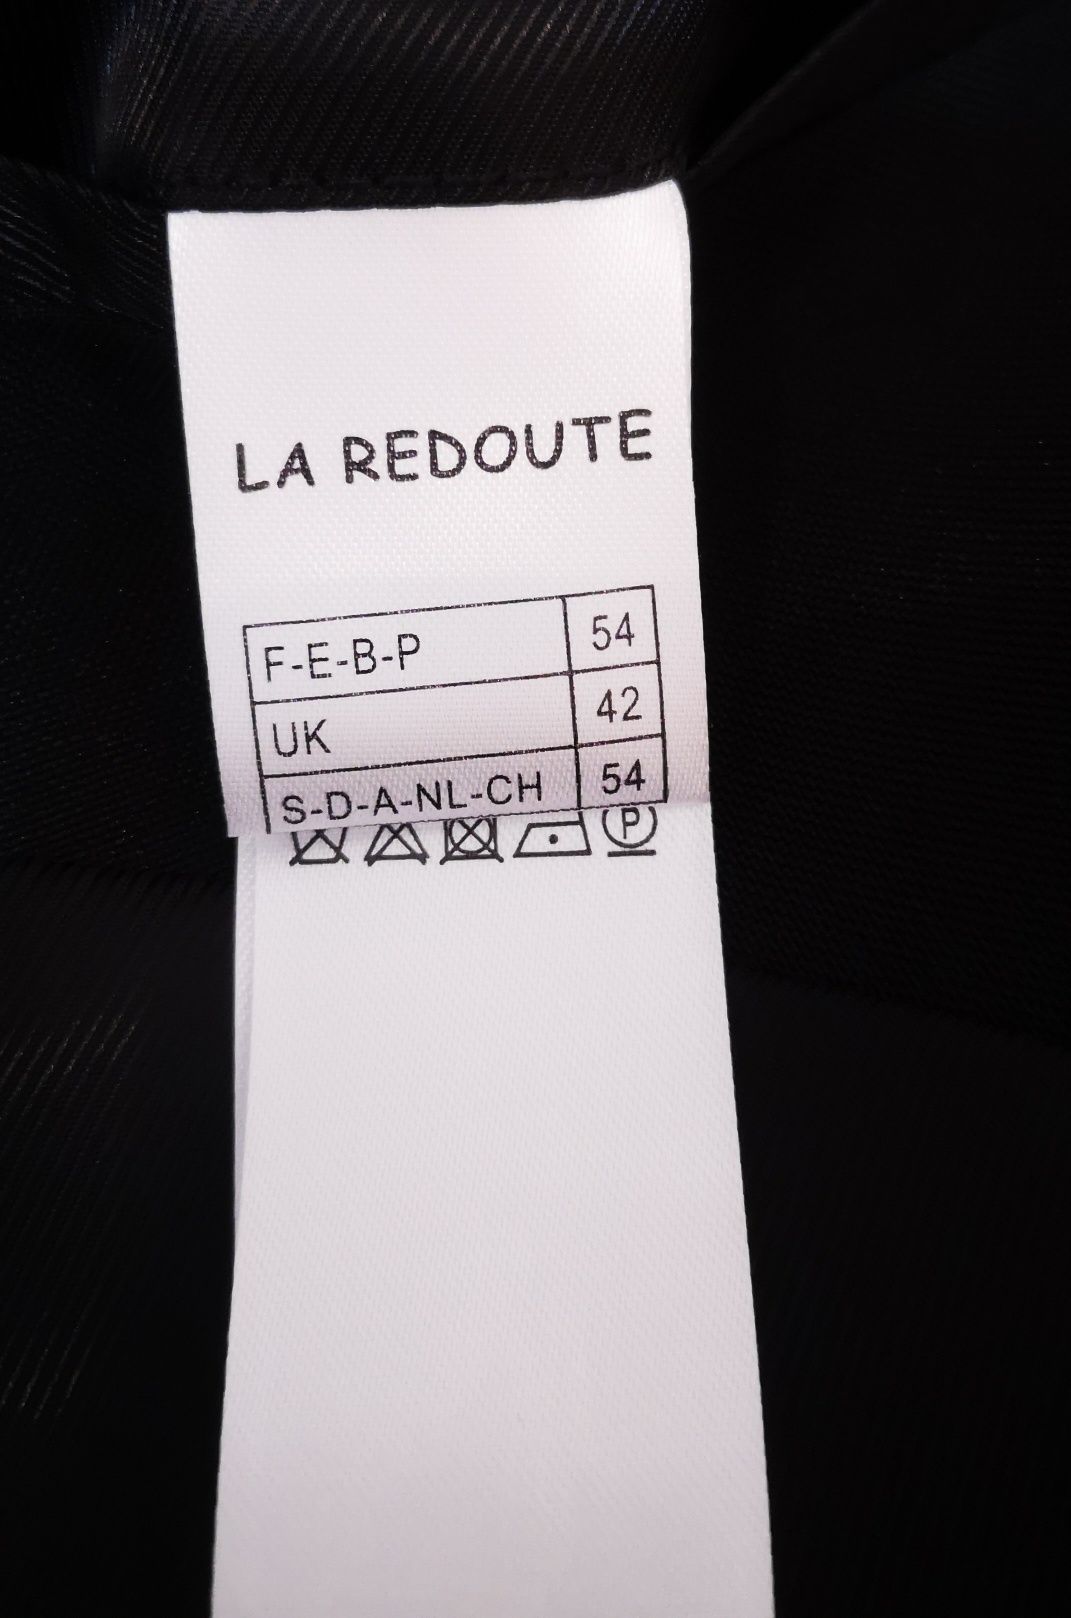 LA REDOUTE
F-E-B-P 54
UK 42
S-D-A-NL-CH 54
P